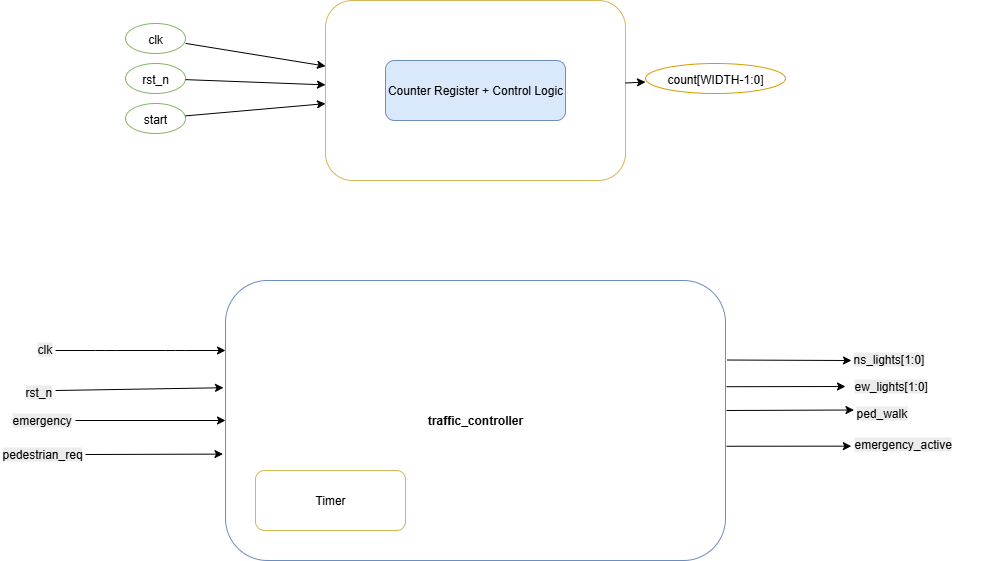 clk
rst_n
start
Counter Register + Control Logic
count[WIDTH-1:0]
clk
rst_n
emergency
pedestrian_req
traffic_controller
Timer
ns_lights[1:0]
ew_lights[1:0]
ped_walk
emergency_active